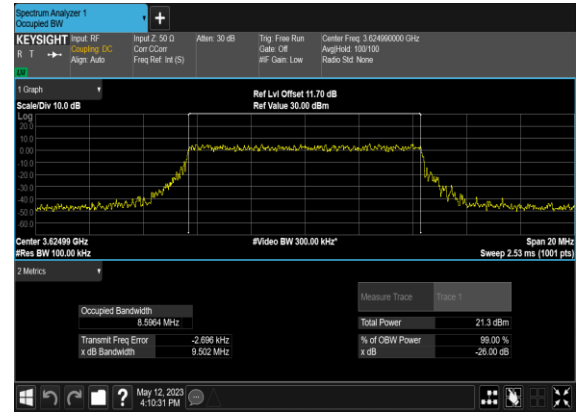 Spectrum Analyzer 1
Occupied BW
+
KEYSIGHT Input: RF Input Z: 50 Ω Atten: 30 dB Trig: Free Run Center Freq: 3.624990000 GHz
R T Coupling: DC Corr CCorr Gate: Off Avg|Hold: 100/100
Align: Auto Freq Ref: Int (S) #IF Gain: Low Radio Std: None
1 Graph
Ref Lvl Offset 11.70 dB
Scale/Div 10.0 dB Ref Value 30.00 dBm
Log
20.0
10.0
0.00
-10.0
-20.0
-30.0
-40.0
-50.0
-60.0
Center 3.62499 GHz #Video BW 300.00 kHz* Span 20 MHz
#Res BW 100.00 kHz Sweep 2.53 ms (1001 pts)
2 Metrics
Measure Trace Trace 1
Occupied Bandwidth
8.5964 MHz
Total Power 21.3 dBm
Transmit Freq Error -2.696 kHz % of OBW Power 99.00 %
x dB Bandwidth 9.502 MHz x dB -26.00 dB
? May 12, 2023
4:10:31 PM